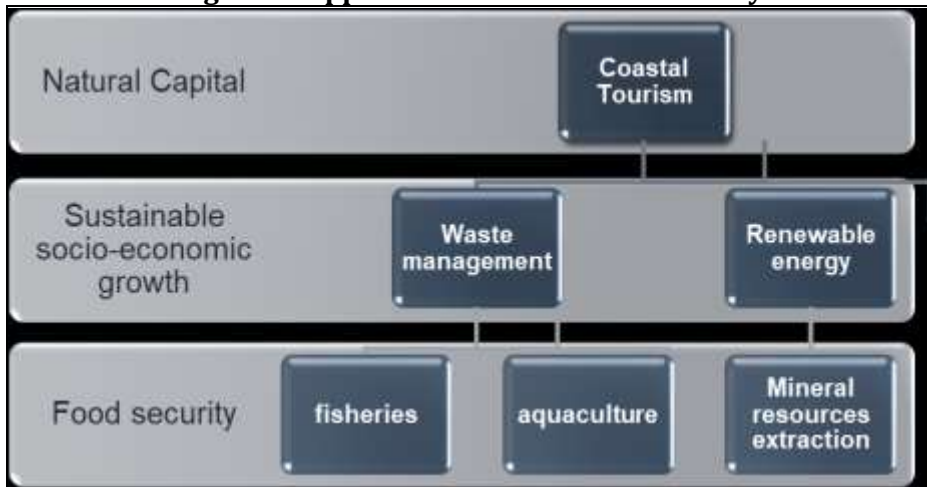 Natural Capital
Coastal
Tourism
Sustainable
socio-economic
growth
Waste
management
Renewable
energy
Food security
fisheries
aquaculture
Mineral
resources
extraction